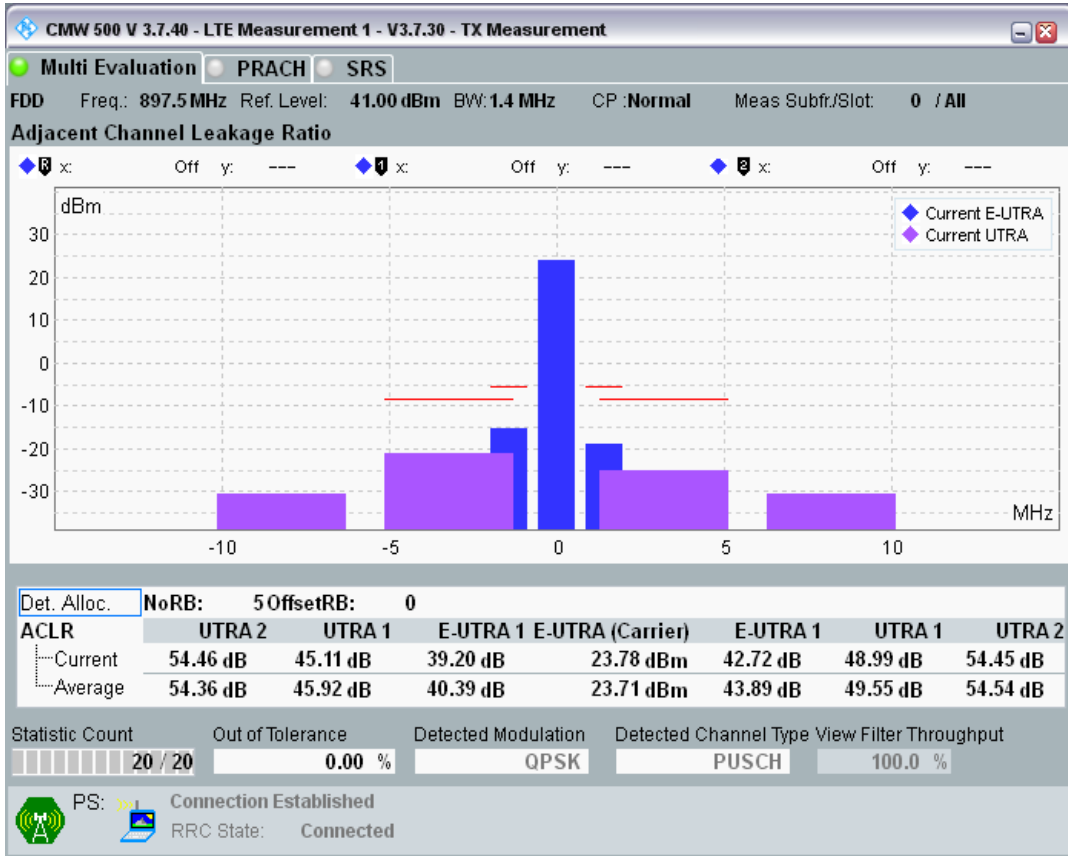 CMW 500 V 3.7.40 - LTE Measurement 1 - V3.7.30 - TX Measurement
Multi Evaluation PRACH SRS
FDD Freq.: 897.5 MHz Ref. Level: 41.00 dBm BW: 1.4 MHz CP :Normal Meas Subfr./Slot: 0 / All
Adjacent Channel Leakage Ratio
R x: Off y: --- 1 x: Off y: --- 2 x: Off y: ---
dBm
Current E-UTRA
Current UTRA
30
20
10
0
-10
-20
-30
MHz
-10 -5 0 5 10
Det. Alloc. NoRB: 5 OffsetRB: 0
ACLR UTRA 2 UTRA 1 E-UTRA 1 E-UTRA (Carrier) E-UTRA 1 UTRA 1 UTRA 2
Current 54.46 dB 45.11 dB 39.20 dB 23.78 dBm 42.72 dB 48.99 dB 54.45 dB
Average 54.36 dB 45.92 dB 40.39 dB 23.71 dBm 43.89 dB 49.55 dB 54.54 dB
Statistic Count Out of Tolerance Detected Modulation Detected Channel Type View Filter Throughput
20 / 20 0.00 % QPSK PUSCH 100.0 %
PS: Connection Established
RRC State: Connected